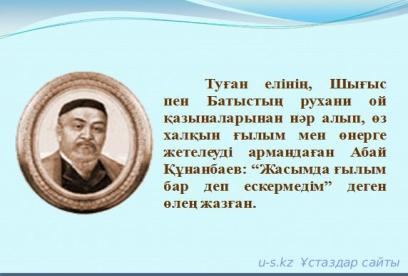 Туған елінің, Шығыс
пен Батыстың рухани ой
қазыналарынан нәр алып, өз
халқын ғылым мен өнерге
жетелеуді армандаған Абай
Құнанбаев: “Жасымда ғылым
бар деп ескермедім” деген
өлең жазған.
u-s.kz Ұстаздар сайты